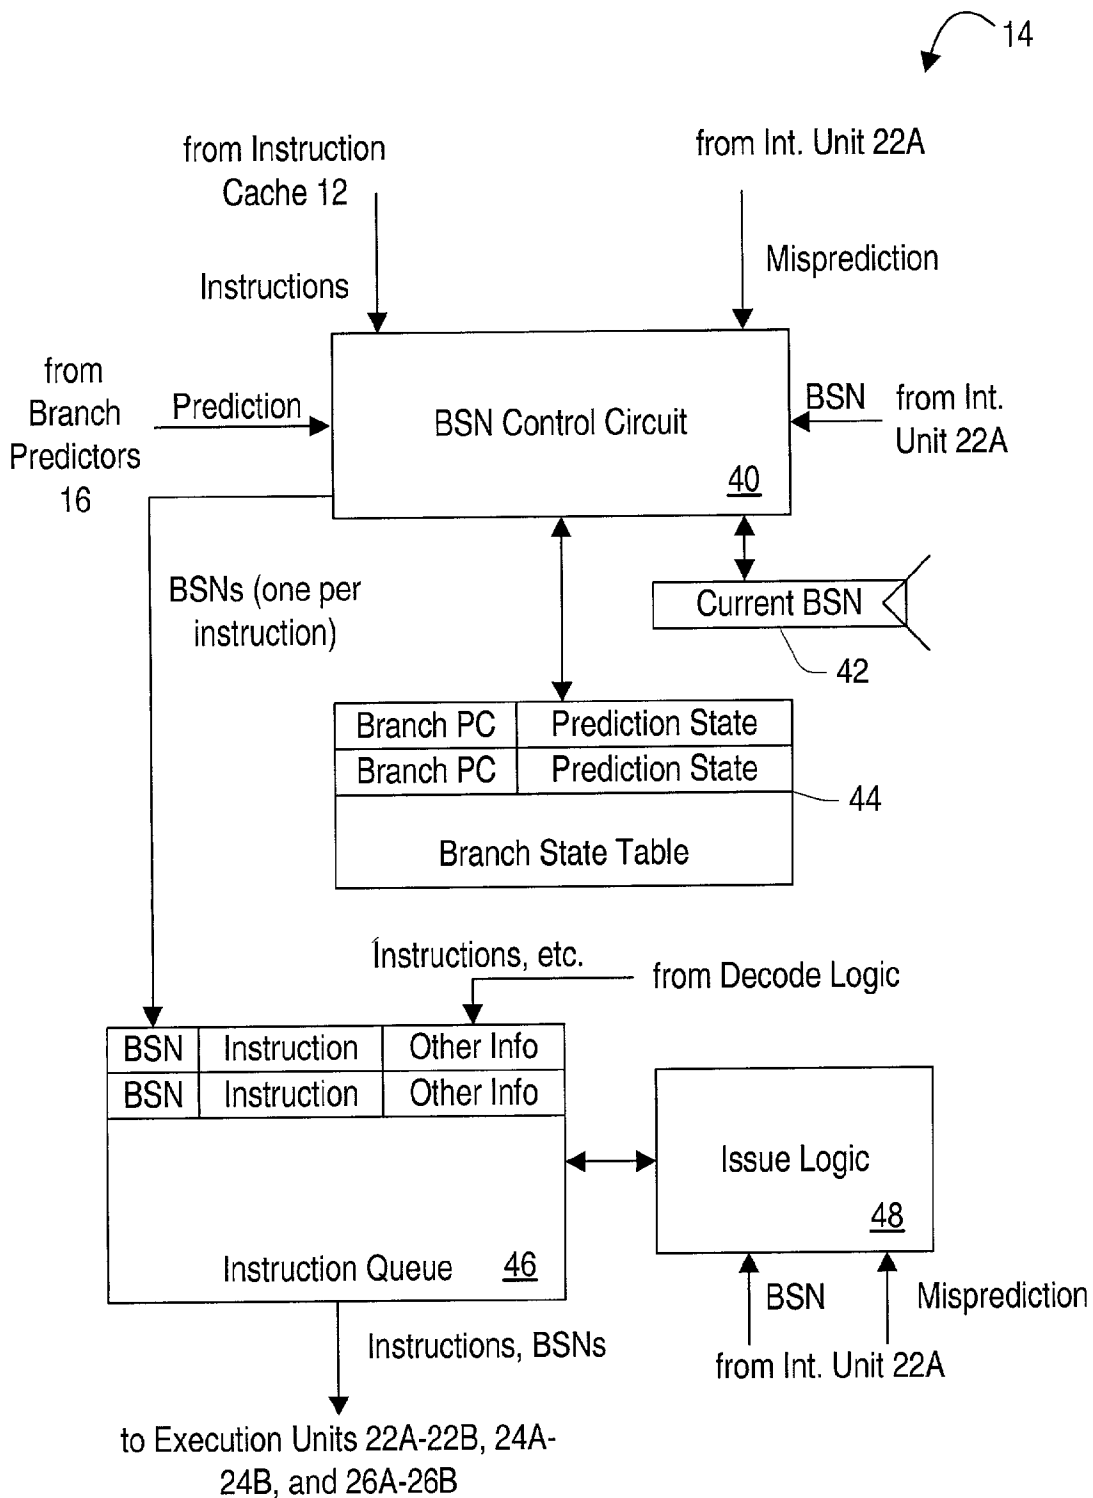 14
from Instruction
Cache 12
from Int. Unit 22A
Misprediction
Instructions
from
Branch
Predictors
16
Prediction
BSN Control Circuit
40
BSN
from Int.
Unit 22A
BSNs (one per
instruction)
Current BSN
42
Branch PC Prediction State
Branch PC Prediction State
44
Branch State Table
Instructions, etc.
from Decode Logic
BSN Instruction Other Info
BSN Instruction Other Info
Issue Logic
48
Instruction Queue 46
BSN
Misprediction
from Int. Unit 22A
Instructions, BSNs
to Execution Units 22A-22B, 24A-
24B, and 26A-26B